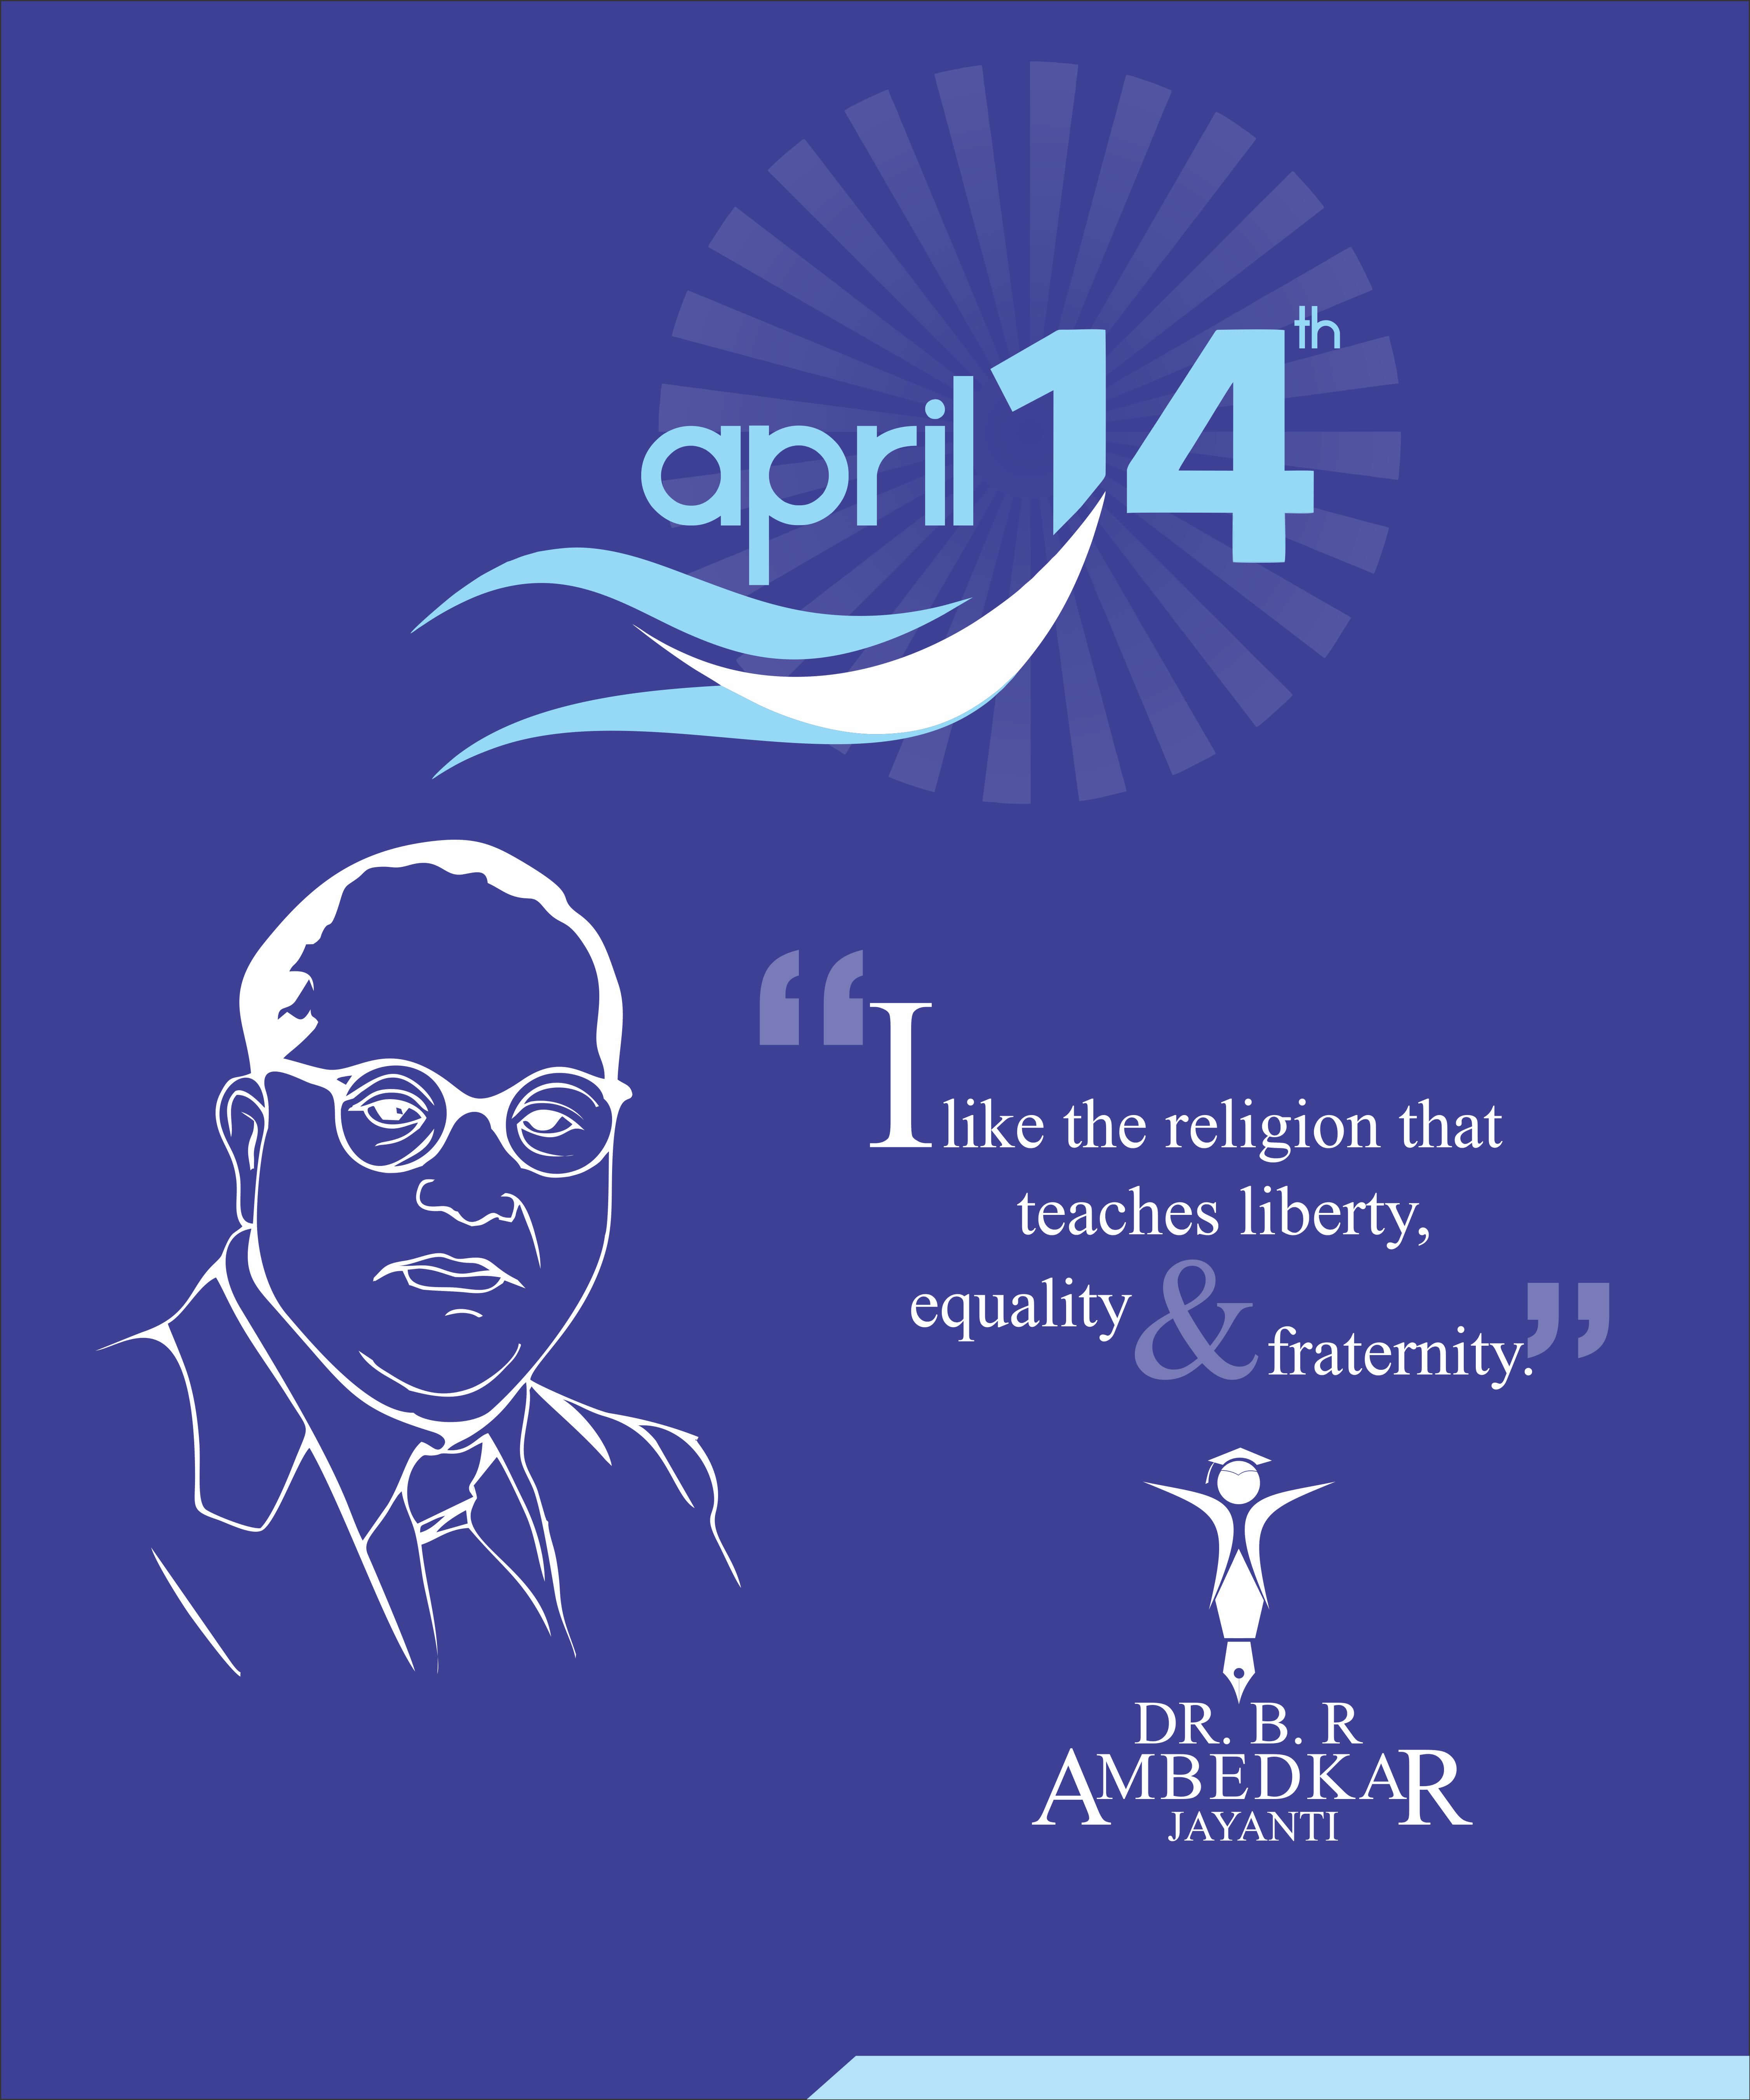 april 14th
“I like the religion that
teaches liberty,
equality & fraternity.”
DR. B. R
AMBEDKAR
JAYANTI